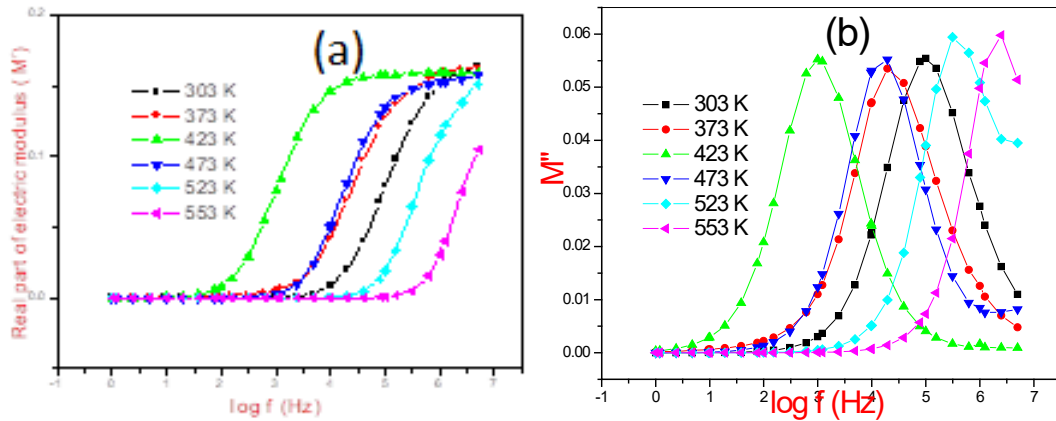 (a)
Real part of electric modulus ( M')
0.2
0.1
0.0
303 K
373 K
423 K
473 K
523 K
553 K
-1 0 1 2 3 4 5 6 7
log f (Hz)
(b)
M''
0.06
0.05
0.04
0.03
0.02
0.01
0.00
303 K
373 K
423 K
473 K
523 K
553 K
-1 0 1 2 3 4 5 6 7
log f (Hz)